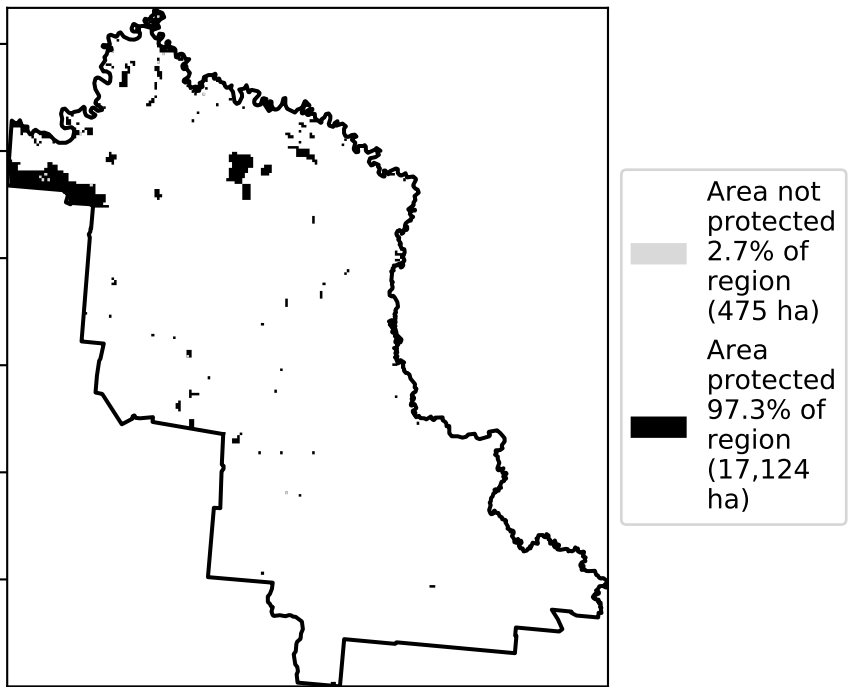 Area not
protected
2.7% of
region
(475 ha)
Area
protected
97.3% of
region
(17,124
ha)